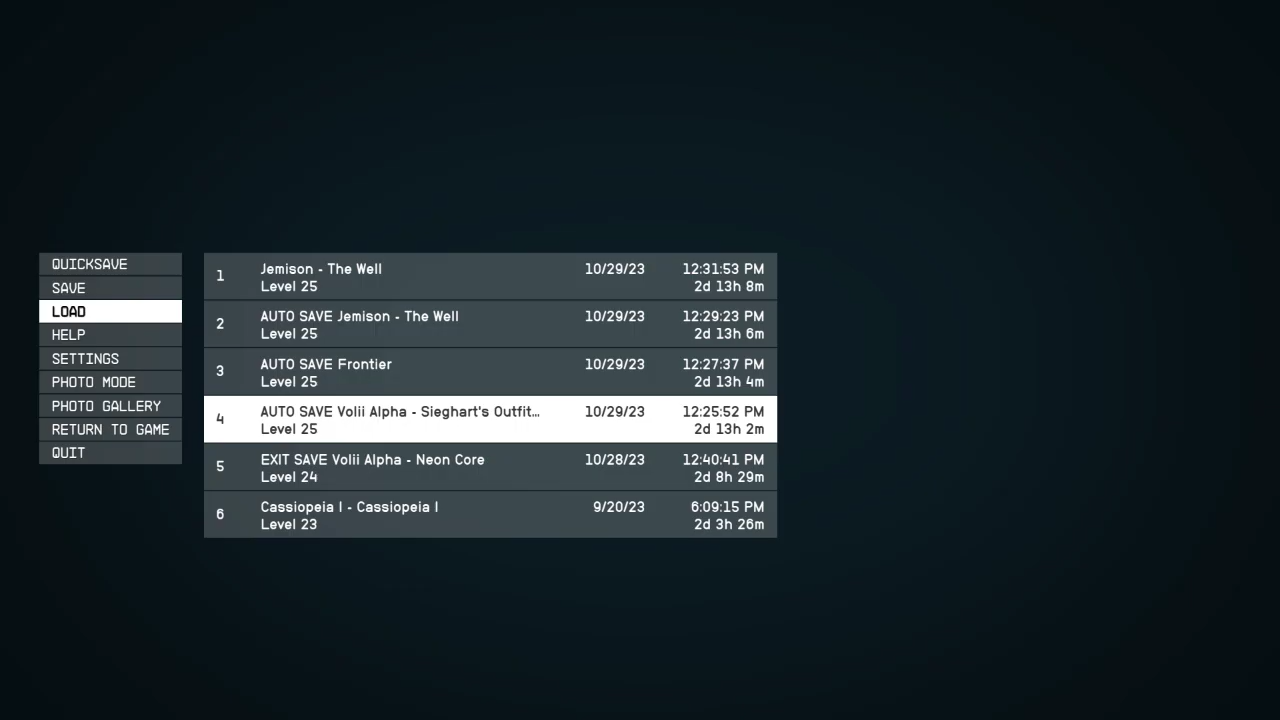 QUICKSAVE
SAVE
LOAD
HELP
SETTINGS
PHOTO MODE
PHOTO GALLERY
RETURN TO GAME
QUIT
1 Jemison - The Well 10/29/23 12:31:53 PM
Level 25 2d 13h 8m
2 AUTO SAVE Jemison - The Well 10/29/23 12:29:23 PM
Level 25 2d 13h 6m
3 AUTO SAVE Frontier 10/29/23 12:27:37 PM
Level 25 2d 13h 4m
4 AUTO SAVE Volii Alpha - Sieghart's Outfit... 10/29/23 12:25:52 PM
Level 25 2d 13h 2m
5 EXIT SAVE Volii Alpha - Neon Core 10/28/23 12:40:41 PM
Level 24 2d 8h 29m
6 Cassiopeia I - Cassiopeia I 9/20/23 6:09:15 PM
Level 23 2d 3h 26m